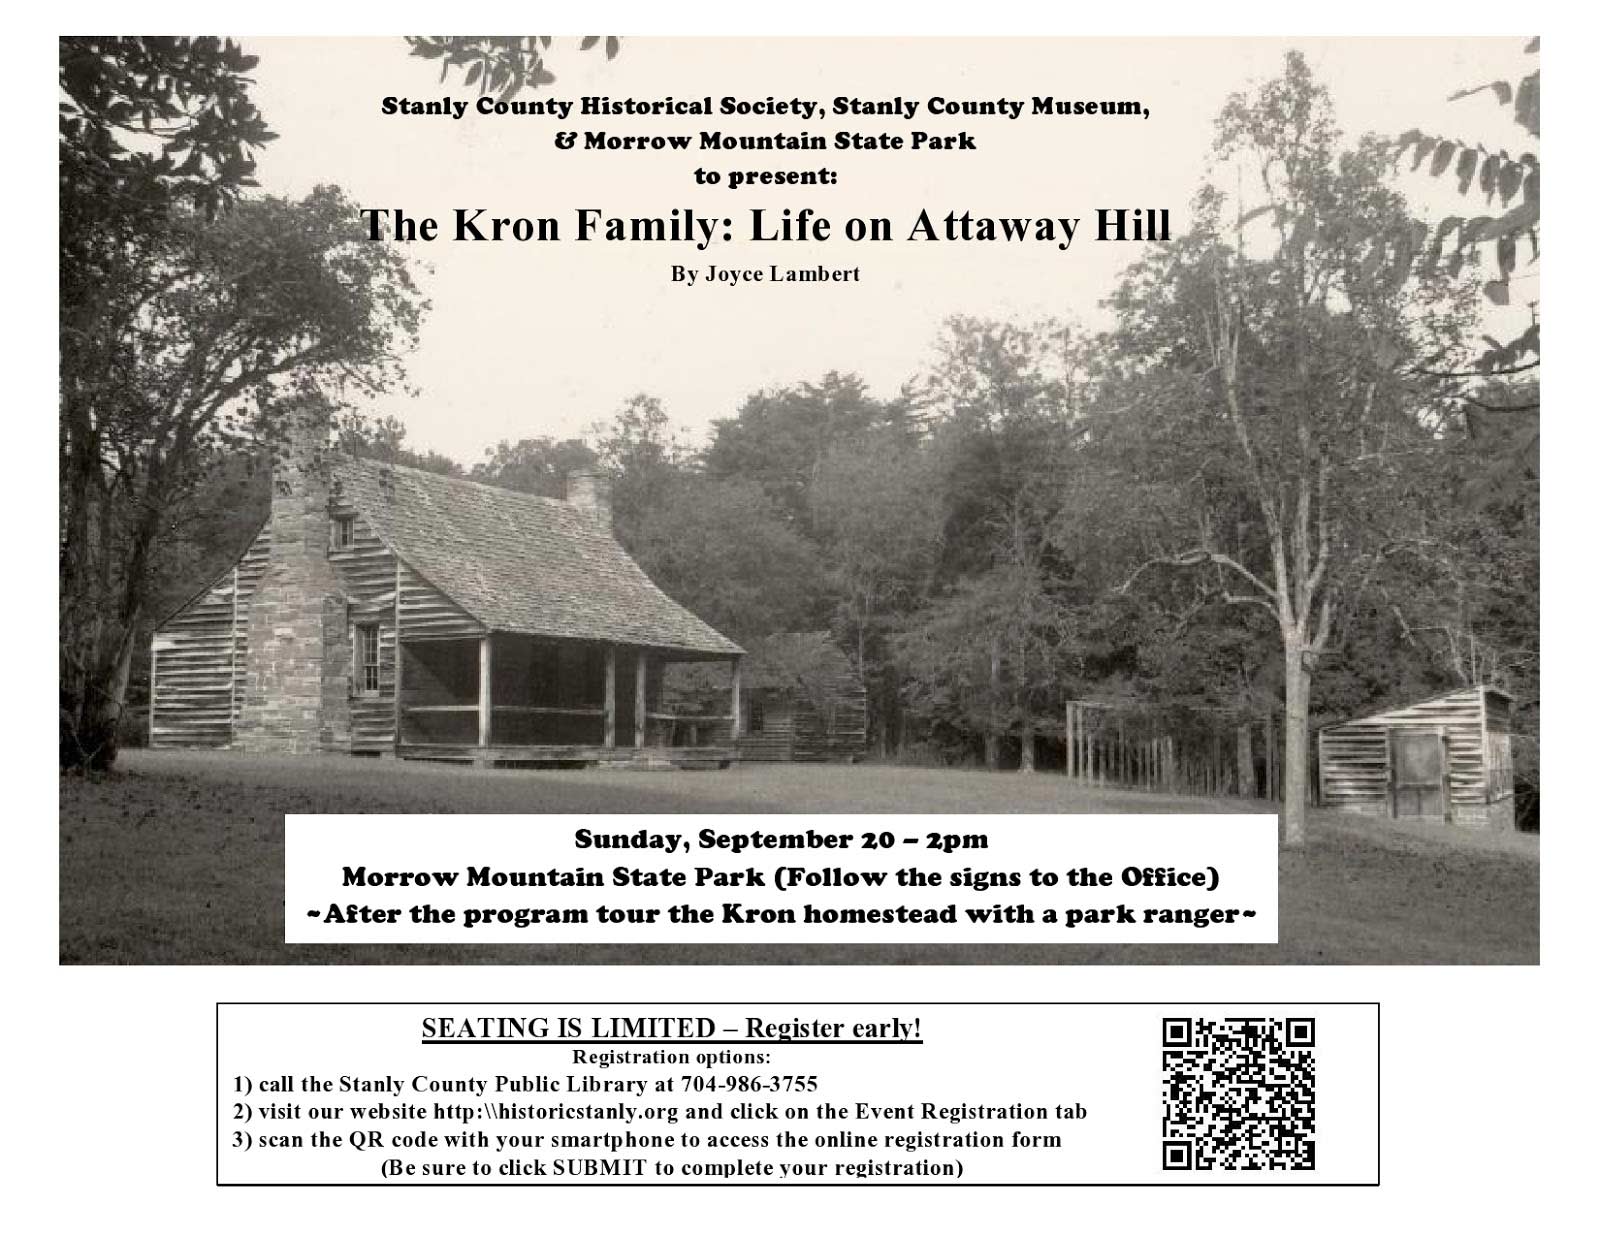 Stanly County Historical Society, Stanly County Museum,
& Morrow Mountain State Park
to present:
The Kron Family: Life on Attaway Hill
By Joyce Lambert
Sunday, September 20 – 2pm
Morrow Mountain State Park (Follow the signs to the Office)
~After the program tour the Kron homestead with a park ranger~
SEATING IS LIMITED – Register early!
Registration options:
1) call the Stanly County Public Library at 704-986-3755
2) visit our website http:\\historicstanly.org and click on the Event Registration tab
3) scan the QR code with your smartphone to access the online registration form
(Be sure to click SUBMIT to complete your registration)